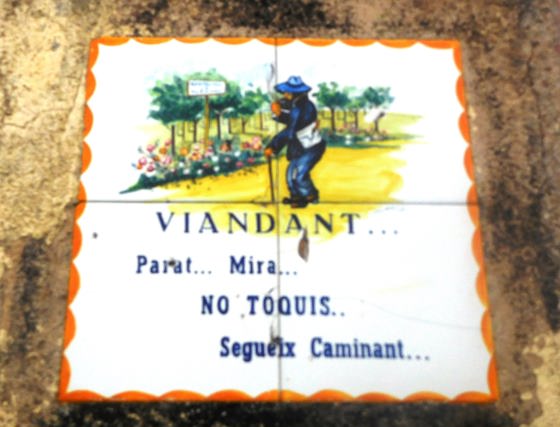 VIANDANT...
Parat... Mira...
NO TOQUIS..
Segueix Caminant...